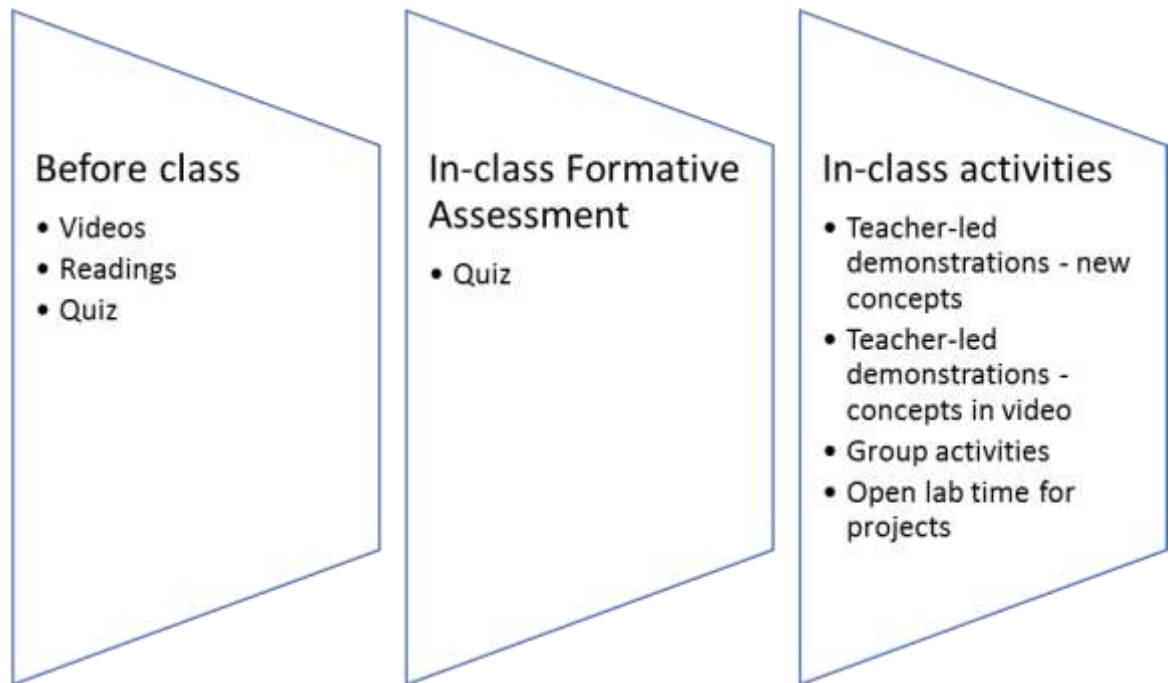 Before class
• Videos
• Readings
• Quiz
In-class Formative
Assessment
• Quiz
In-class activities
• Teacher-led
demonstrations - new
concepts
• Teacher-led
demonstrations -
concepts in video
• Group activities
• Open lab time for
projects